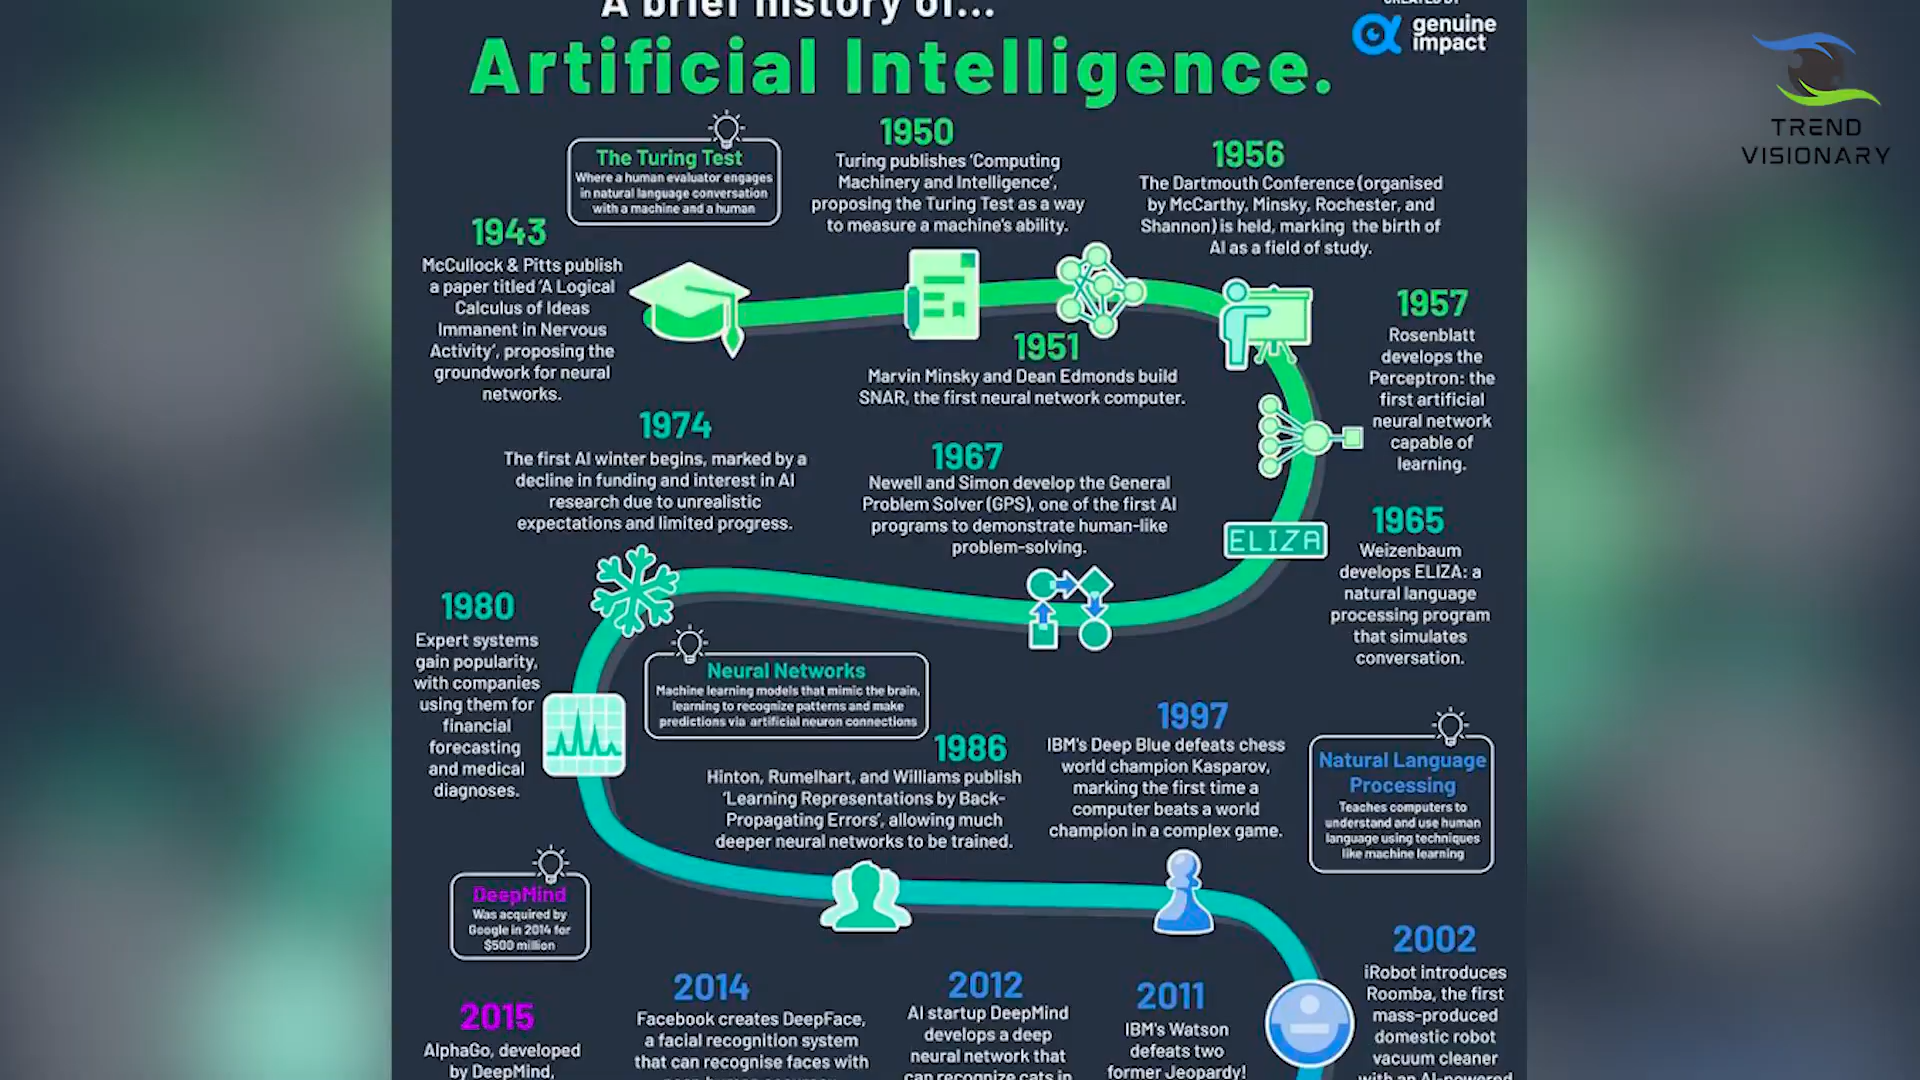 A brief history of...
Artificial Intelligence.
CREATED BY
genuine
impact
TREND
VISIONARY
The Turing Test
Where a human evaluator engages
in natural language conversation
with a machine and a human
1943
McCullock & Pitts publish
a paper titled 'A Logical
Calculus of Ideas
Immanent in Nervous
Activity', proposing the
groundwork for neural
networks.
1950
Turing publishes 'Computing
Machinery and Intelligence',
proposing the Turing Test as a way
to measure a machine's ability.
1951
Marvin Minsky and Dean Edmonds build
SNAR, the first neural network computer.
1956
The Dartmouth Conference (organised
by McCarthy, Minsky, Rochester, and
Shannon) is held, marking the birth of
AI as a field of study.
1957
Rosenblatt
develops the
Perceptron: the
first artificial
neural network
capable of
learning.
ELIZA
1965
Weizenbaum
develops ELIZA: a
natural language
processing program
that simulates
conversation.
1967
Newell and Simon develop the General
Problem Solver (GPS), one of the first AI
programs to demonstrate human-like
problem-solving.
1974
The first AI winter begins, marked by a
decline in funding and interest in AI
research due to unrealistic
expectations and limited progress.
1980
Expert systems
gain popularity,
with companies
using them for
financial
forecasting
and medical
diagnoses.
Neural Networks
Machine learning models that mimic the brain,
learning to recognize patterns and make
predictions via artificial neuron connections
1986
Hinton, Rumelhart, and Williams publish
'Learning Representations by Back-
Propagating Errors', allowing much
deeper neural networks to be trained.
1997
IBM's Deep Blue defeats chess
world champion Kasparov,
marking the first time a
computer beats a world
champion in a complex game.
Natural Language
Processing
Teaches computers to
understand and use human
language using techniques
like machine learning
2002
iRobot introduces
Roomba, the first
mass-produced
domestic robot
vacuum cleaner
with an AI-powered
2011
IBM's Watson
defeats two
former Jeopardy!
2012
AI startup DeepMind
develops a deep
neural network that
can recognize cats in
2014
Facebook creates DeepFace,
a facial recognition system
that can recognise faces with
DeepMind
Was acquired by
Google in 2014 for
$500 million
2015
AlphaGo, developed
by DeepMind,